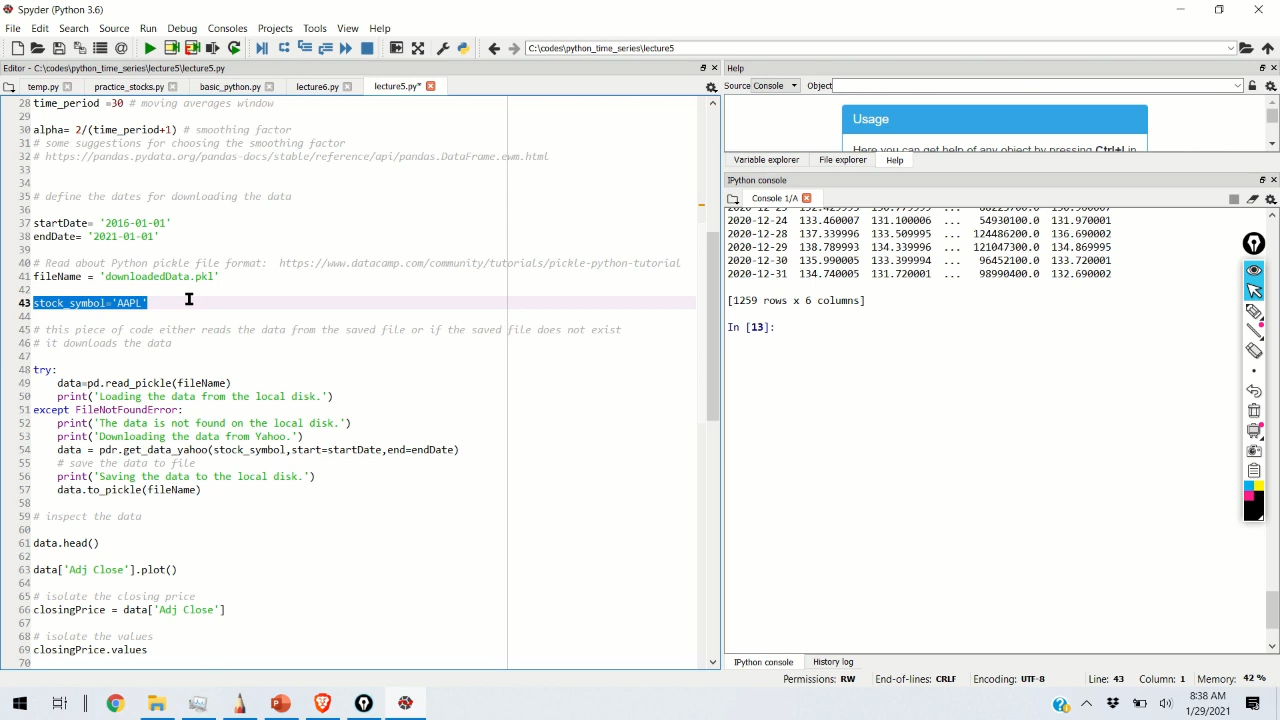 Spyder (Python 3.6)
File Edit Search Source Run Debug Consoles Projects Tools View Help
C:\codes\python_time_series\lecture5
Editor - C:\codes\python_time_series\lecture5\lecture5.py
temp.py practice_stocks.py basic_python.py lecture6.py lecture5.py*
28 time_period =30 # moving averages window
29
30 alpha= 2/(time_period+1) # smoothing factor
31 # some suggestions for choosing the smoothing factor
32 # https://pandas.pydata.org/pandas-docs/stable/reference/api/pandas.DataFrame.ewm.html
33
34
35 # define the dates for downloading the data
36
37 startDate= '2016-01-01'
38 endDate= '2021-01-01'
39
40 # Read about Python pickle file format:  https://www.datacamp.com/community/tutorials/pickle-python-tutorial
41 fileName = 'downloadedData.pkl'
42
43 stock_symbol='AAPL'
44
45 # this piece of code either reads the data from the saved file or if the saved file does not exist
46 # it downloads the data
47
48 try:
49     data=pd.read_pickle(fileName)
50     print('Loading the data from the local disk.')
51 except FileNotFoundError:
52     print('The data is not found on the local disk.')
53     print('Downloading the data from Yahoo.')
54     data = pdr.get_data_yahoo(stock_symbol,start=startDate,end=endDate)
55     # save the data to file
56     print('Saving the data to the local disk.')
57     data.to_pickle(fileName)
58
59 # inspect the data
60
61 data.head()
62
63 data['Adj Close'].plot()
64
65 # isolate the closing price
66 closingPrice = data['Adj Close']
67
68 # isolate the values
69 closingPrice.values
70
Help
Source Console Object
Usage
Here you can get help of any object by pressing Ctrl+I in
Variable explorer File explorer Help
IPython console
Console 1/A
2020-12-24 133.460007 131.100006 ... 54930100.0 131.970001
2020-12-28 137.339996 133.509995 ... 124486200.0 136.690002
2020-12-29 138.789993 134.339996 ... 121047300.0 134.869995
2020-12-30 135.990005 133.399994 ... 96452100.0 133.720001
2020-12-31 134.740005 131.720001 ... 98990400.0 132.690002
[1259 rows x 6 columns]
In [13]:
IPython console History log
Permissions: RW End-of-lines: CRLF Encoding: UTF-8 Line: 43 Column: 1 Memory: 42 %
8:38 AM
1/29/2021